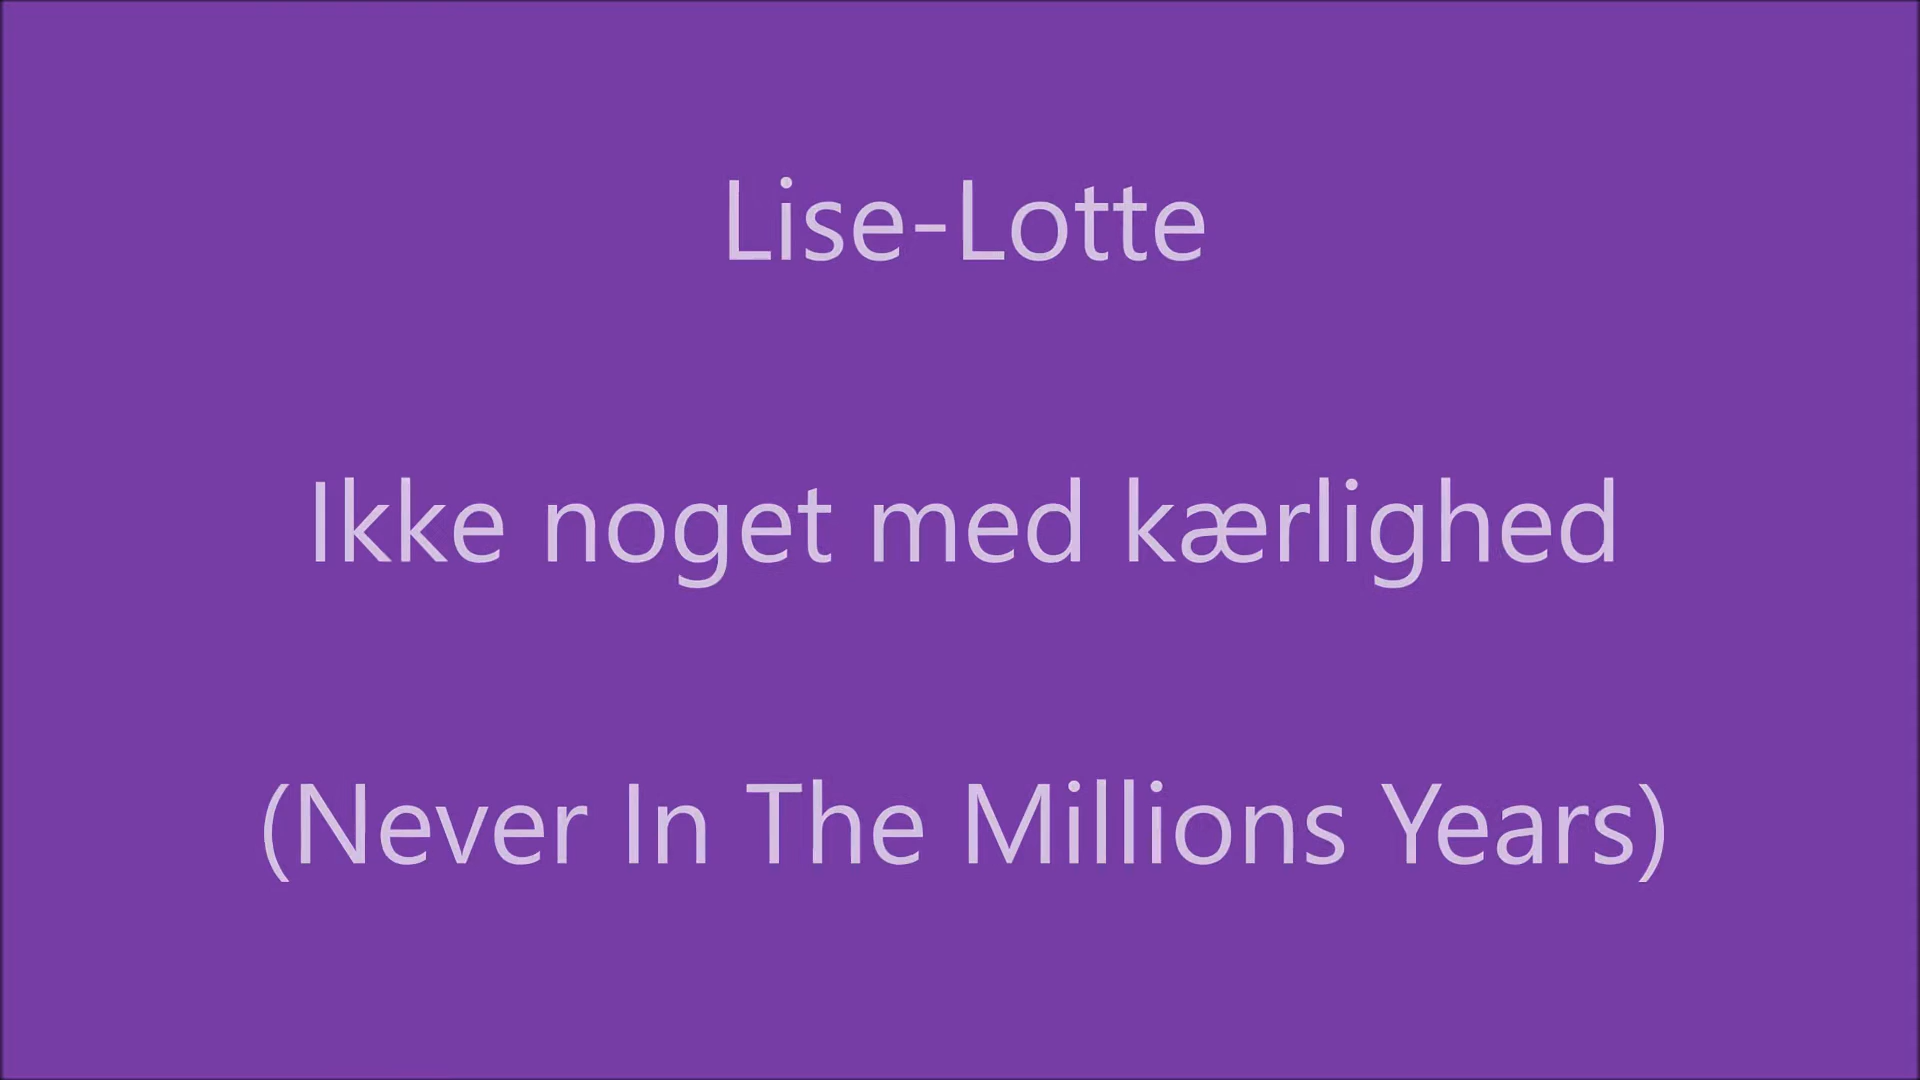 Lise-Lotte
Ikke noget med kærlighed
(Never In The Millions Years)